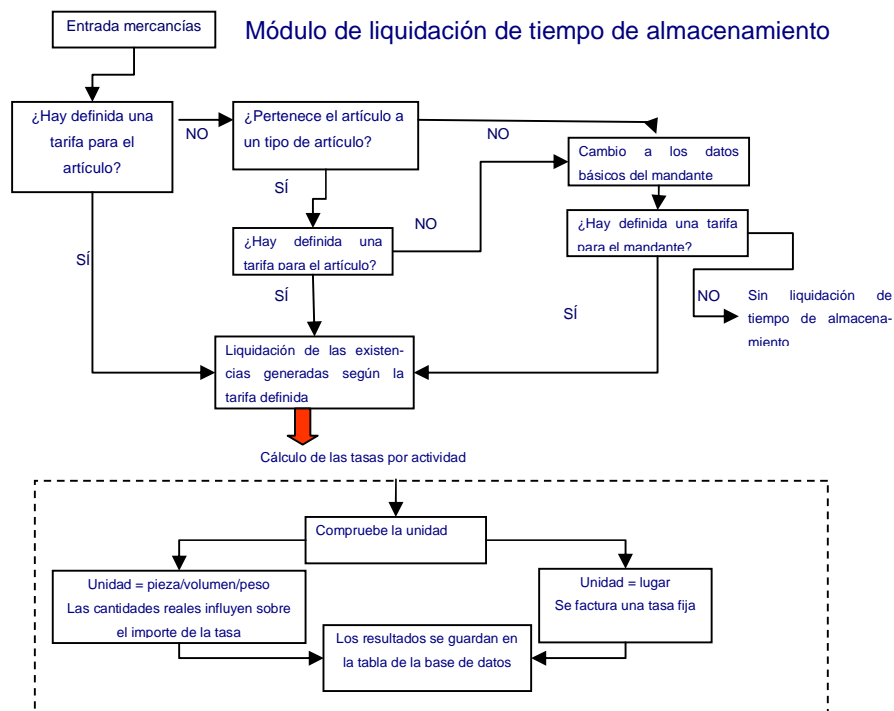 Entrada mercancías
Módulo de liquidación de tiempo de almacenamiento
¿Hay definida una
tarifa para el
artículo?
NO
¿Pertenece el artículo a
un tipo de artículo?
NO
Cambio a los datos
básicos del mandante
SÍ
NO
¿Hay definida una
tarifa para el artículo?
¿Hay definida una tarifa
para el mandante?
SÍ
SÍ
SÍ
NO
Sin liquidación de
tiempo de almacena-
miento
Liquidación de las existen-
cias generadas según la
tarifa definida
Cálculo de las tasas por actividad
Compruebe la unidad
Unidad = pieza/volumen/peso
Las cantidades reales influyen sobre
el importe de la tasa
Unidad = lugar
Se factura una tasa fija
Los resultados se guardan en
la tabla de la base de datos